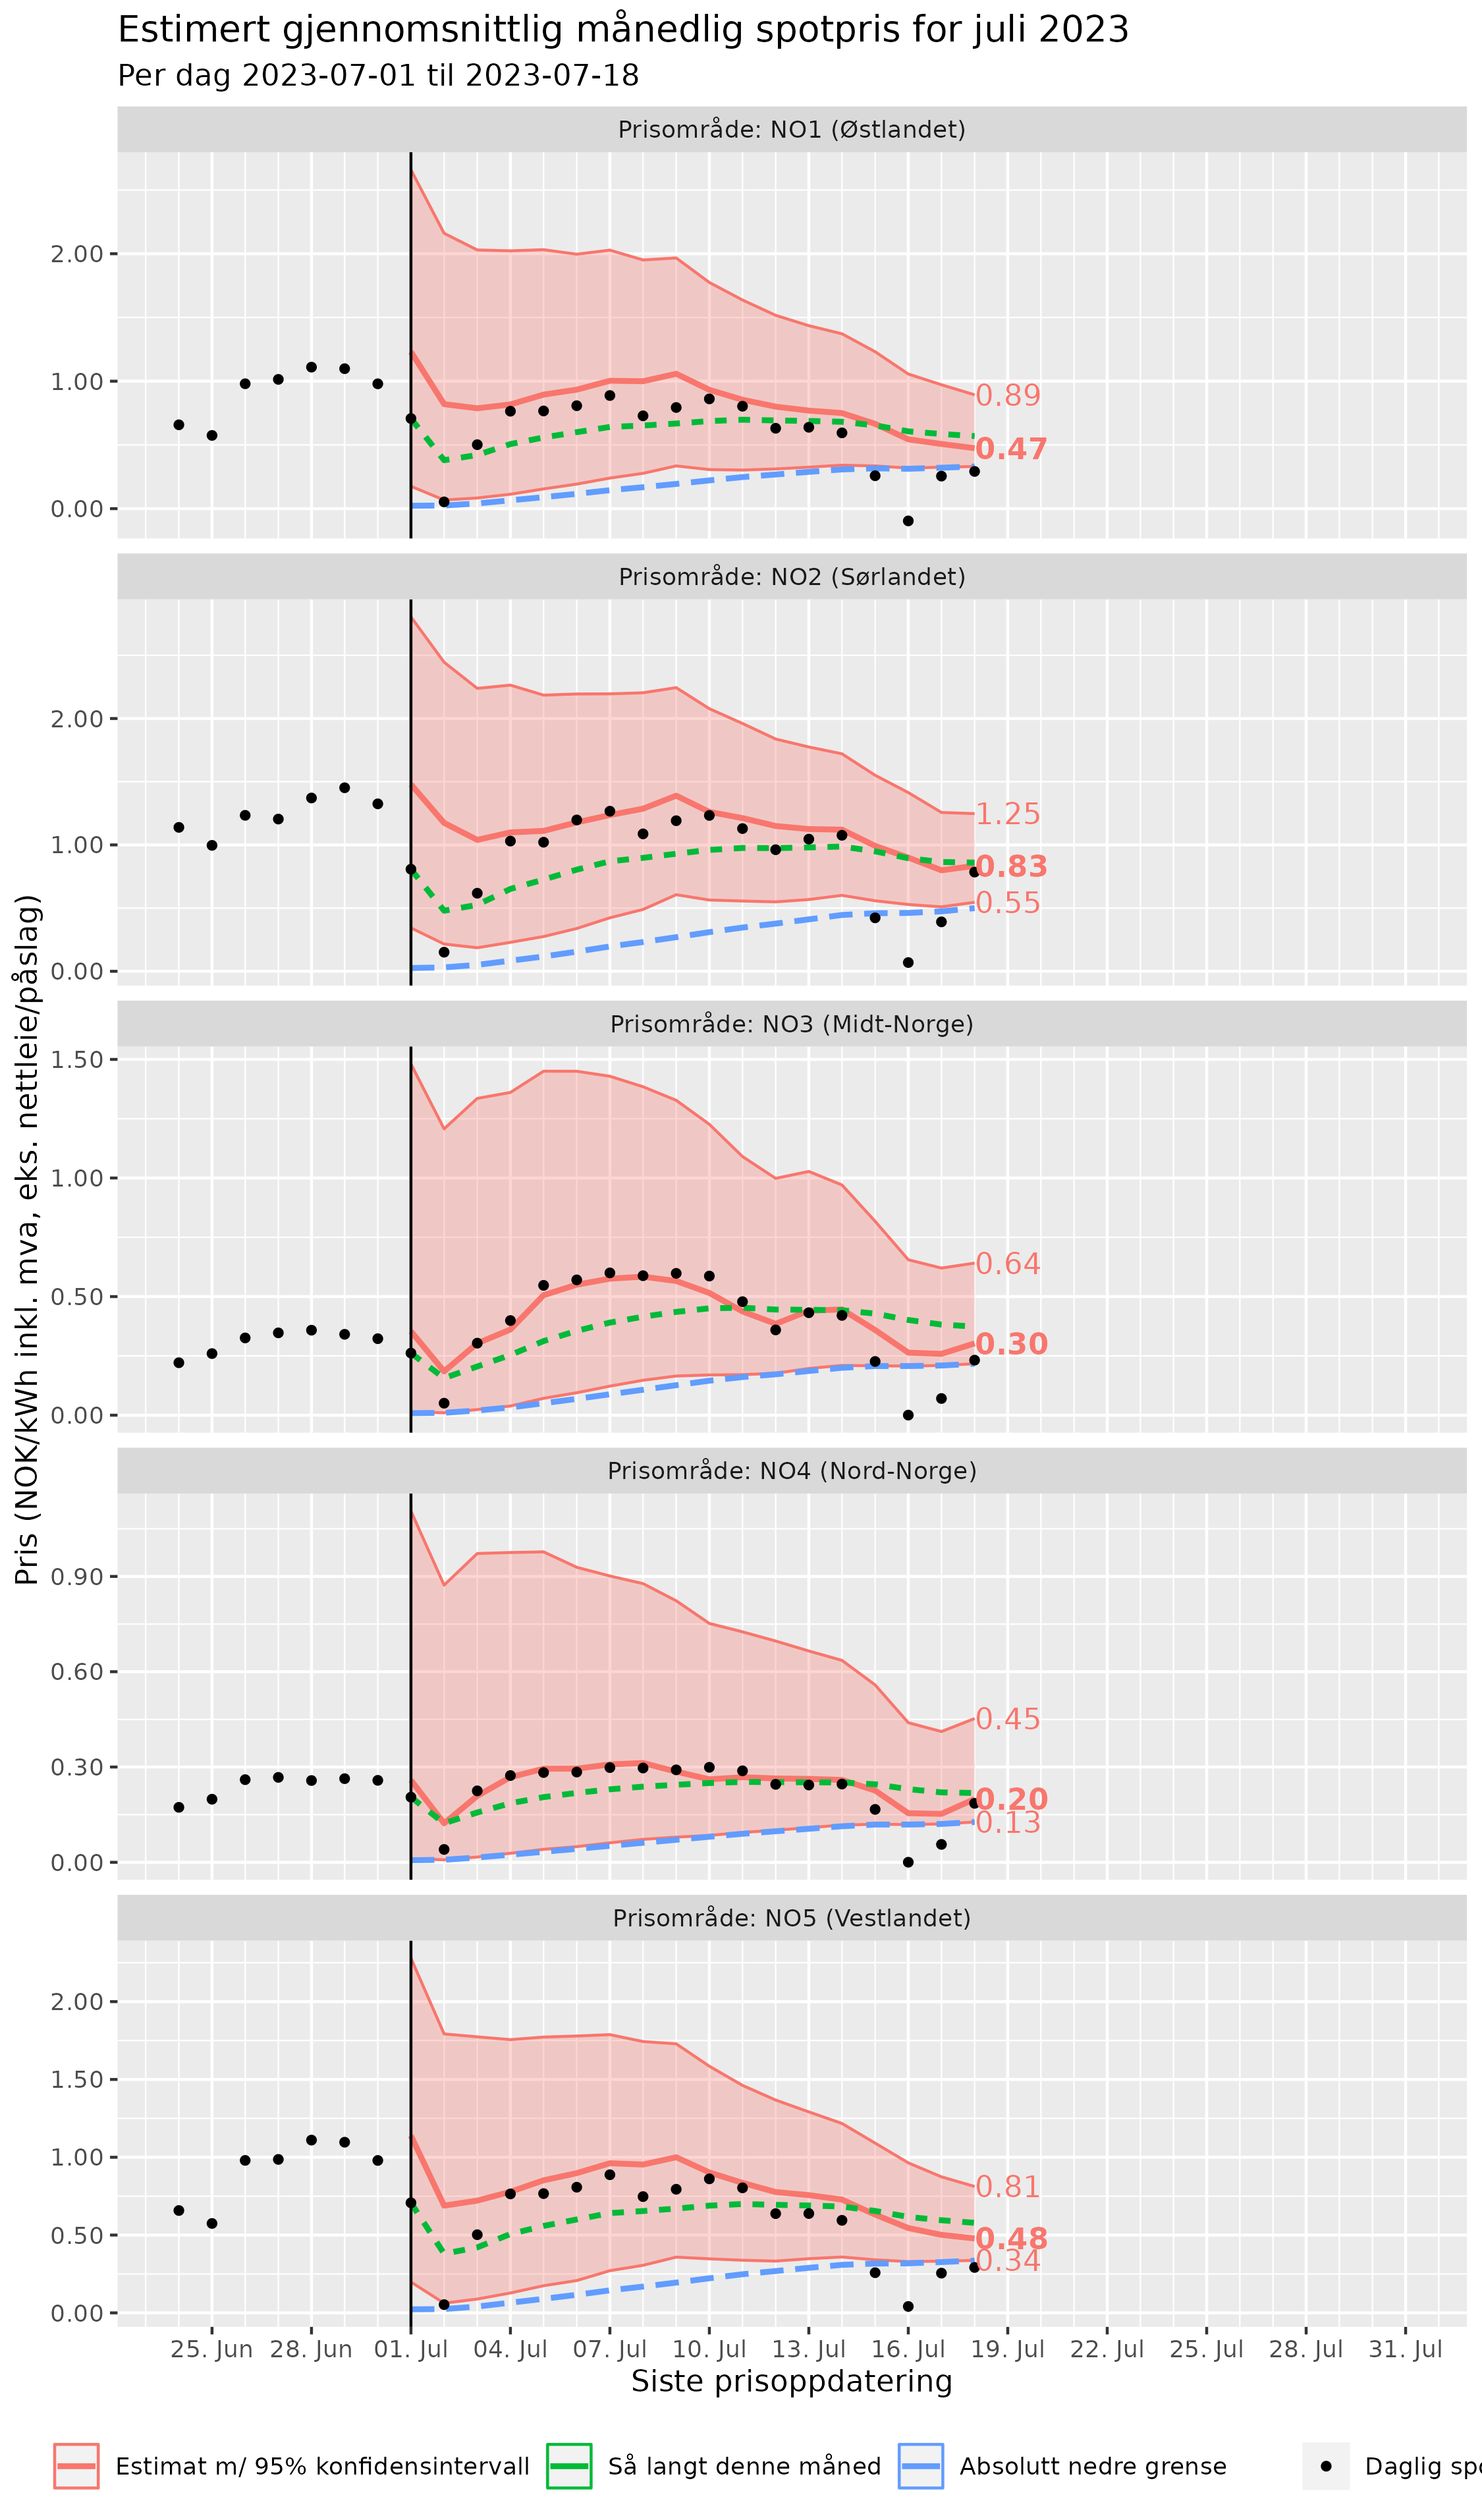 Estimert gjennomsnittlig månedlig spotpris for juli 2023
Per dag 2023-07-01 til 2023-07-18
Pris (NOK/kWh inkl. mva, eks. nettleie/påslag)
Prisområde: NO1 (Østlandet)
2.00
1.00
0.00
0.89
0.47
Prisområde: NO2 (Sørlandet)
2.00
1.00
0.00
1.25
0.83
0.55
Prisområde: NO3 (Midt-Norge)
1.50
1.00
0.50
0.00
0.64
0.30
Prisområde: NO4 (Nord-Norge)
0.90
0.60
0.30
0.00
0.45
0.20
0.13
Prisområde: NO5 (Vestlandet)
2.00
1.50
1.00
0.50
0.00
0.81
0.48
0.34
25. Jun 28. Jun 01. Jul 04. Jul 07. Jul 10. Jul 13. Jul 16. Jul 19. Jul 22. Jul 25. Jul 28. Jul 31. Jul
Siste prisoppdatering
Estimat m/ 95% konfidensintervall Så langt denne måned Absolutt nedre grense Daglig